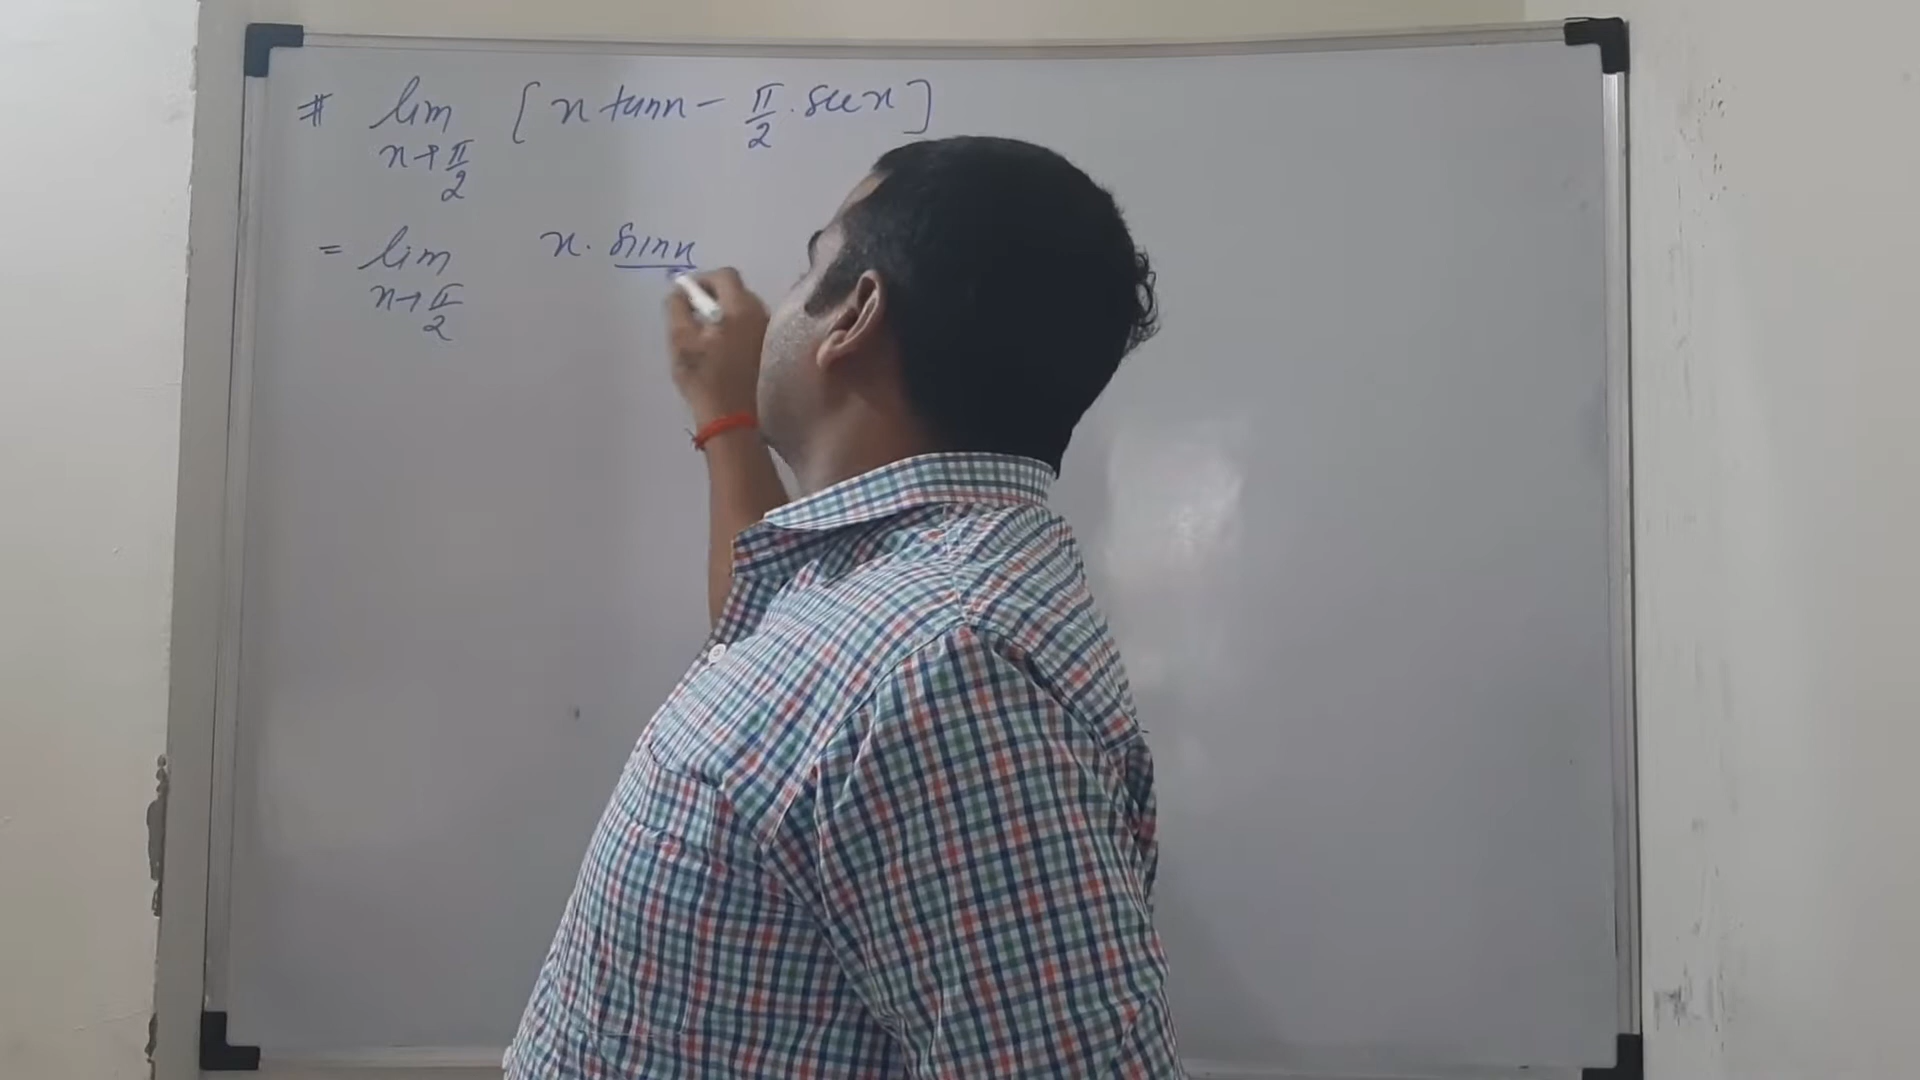 # lim [x tanx - π/2 . secx]
x→π/2
= lim x. sinx
x→π/2